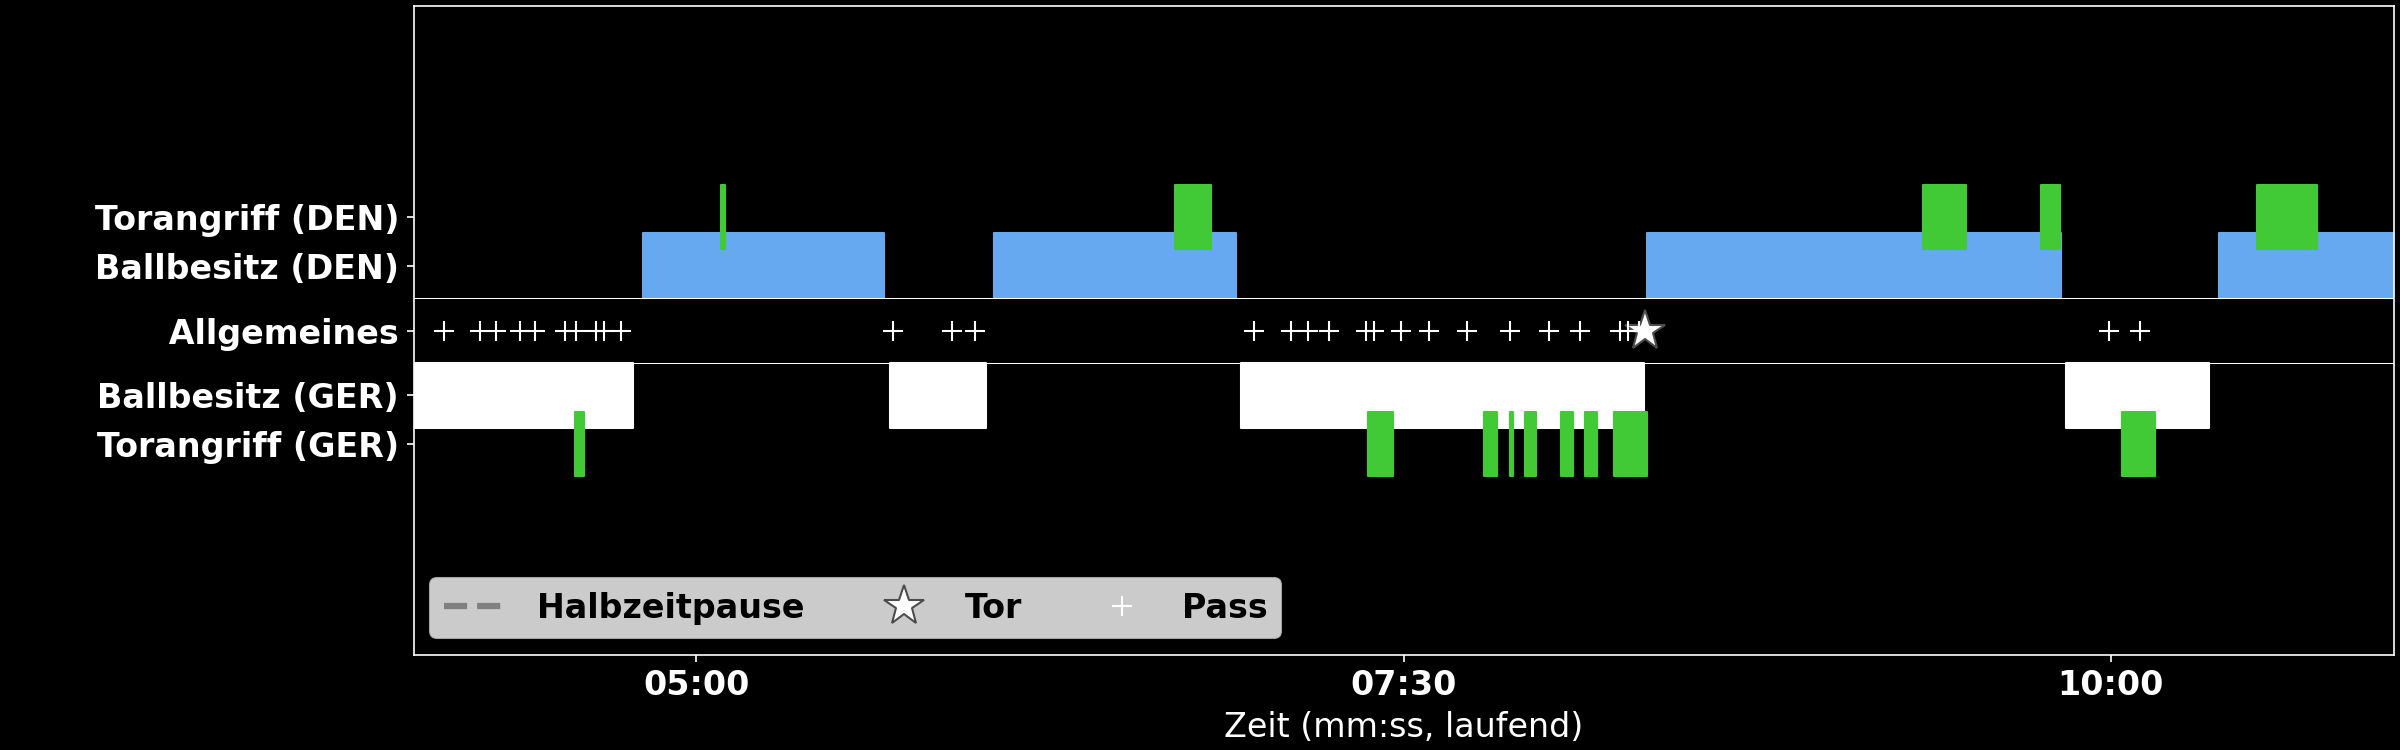 Torangriff (DEN)
Ballbesitz (DEN)
Allgemeines
Ballbesitz (GER)
Torangriff (GER)
Halbzeitpause Tor Pass
05:00 07:30 10:00
Zeit (mm:ss, laufend)